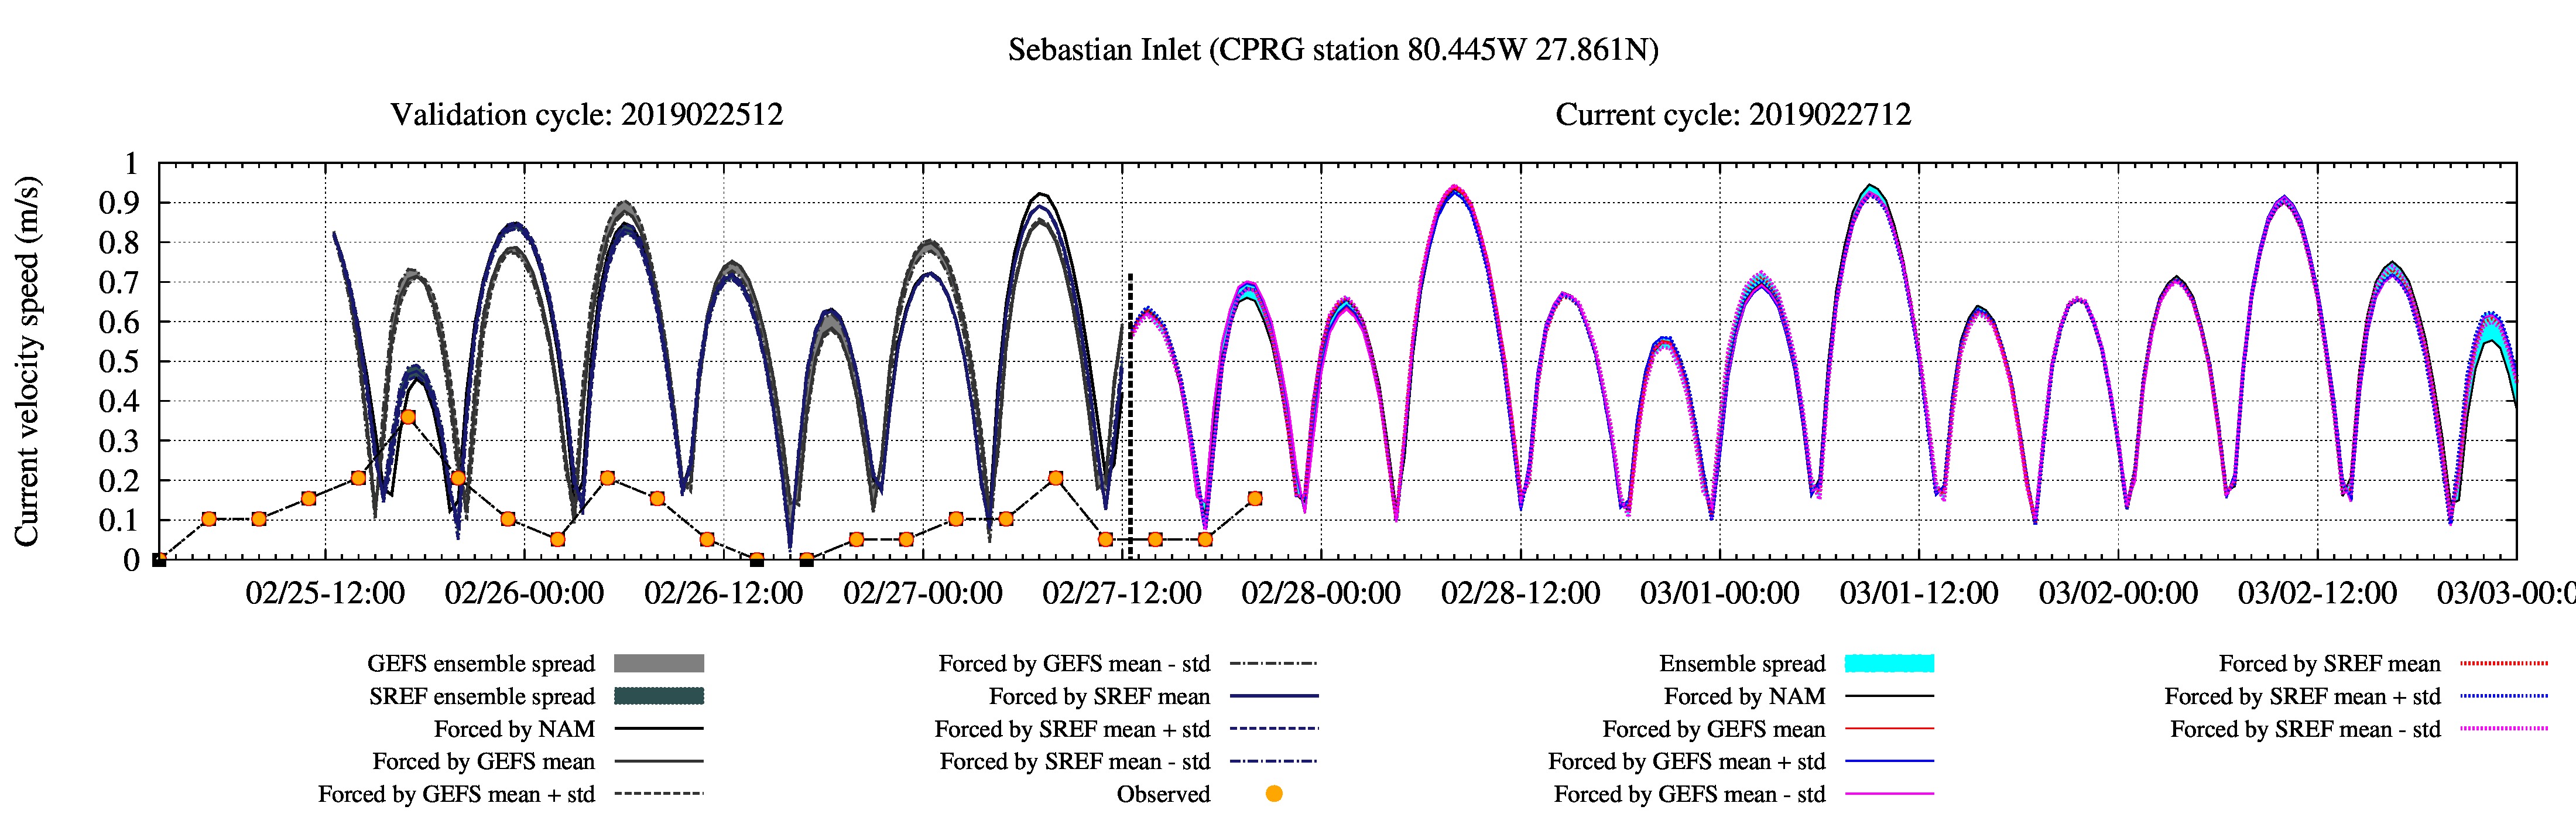 Sebastian Inlet (CPRG station 80.445W 27.861N)
Validation cycle: 2019022512
Current cycle: 2019022712
Current velocity speed (m/s)
1
0.9
0.8
0.7
0.6
0.5
0.4
0.3
0.2
0.1
0
02/25-12:00 02/26-00:00 02/26-12:00 02/27-00:00 02/27-12:00 02/28-00:00 02/28-12:00 03/01-00:00 03/01-12:00 03/02-00:00 03/02-12:00 03/03-00:0
GEFS ensemble spread
SREF ensemble spread
Forced by NAM
Forced by GEFS mean
Forced by GEFS mean + std
Forced by GEFS mean - std
Forced by SREF mean
Forced by SREF mean + std
Forced by SREF mean - std
Observed
Ensemble spread
Forced by NAM
Forced by GEFS mean
Forced by GEFS mean + std
Forced by GEFS mean - std
Forced by SREF mean
Forced by SREF mean + std
Forced by SREF mean - std